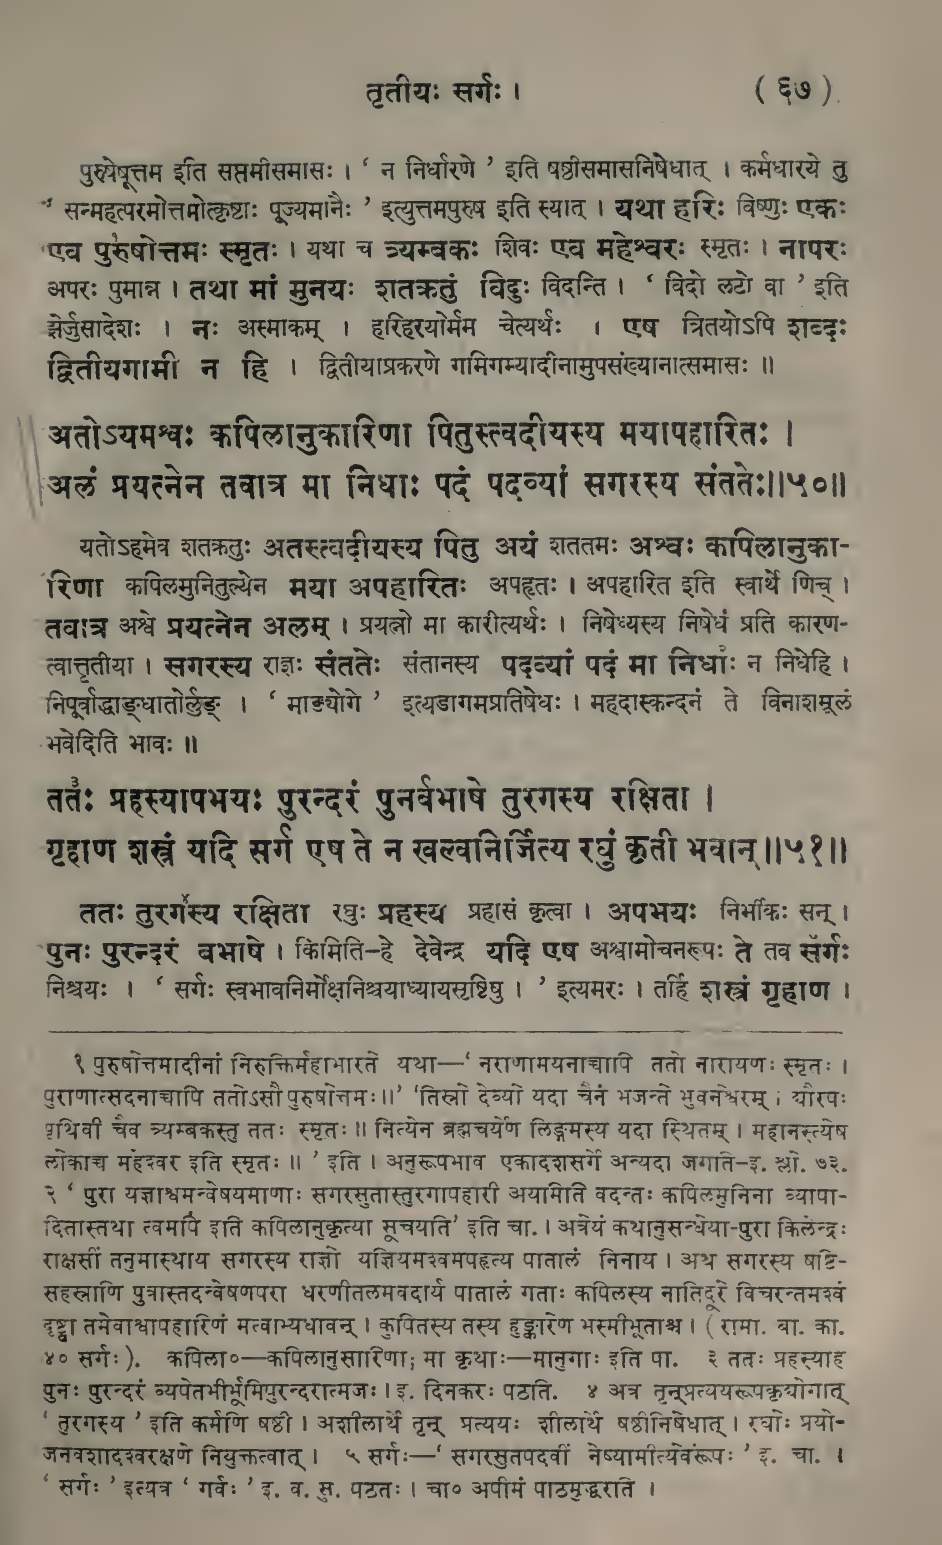 तृतीयः सर्गः । ( ६७ )
पुरुषेषूत्तम इति सप्तमीसमासः । ‘ न निर्धारणे ’ इति षष्ठीसमासनिषेधात् । कर्मधारये तु
‘ सन्महत्परमोत्तमोत्कृष्टाः पूज्यमानैः ’ इत्युत्तमपुरुष इति स्यात् । यथा हरिः विष्णुः एकः
एव पुरुषोत्तमः स्मृतः । यथा च त्र्यम्बकः शिवः एव महेश्वरः स्मृतः । नापरः
अपरः पुमान्न । तथा मां मुनयः शतक्रतुं विदुः विदन्ति । ‘ विदो लटो वा ’ इति
झेर्जुसादेशः । नः अस्माकम् । हरिहरयोर्मम चेत्यर्थः । एष त्रितयोऽपि शब्दः
द्वितीयगामी न हि । द्वितीयाप्रकरणे गमिगम्यादीनामुपसंख्यानात्समासः ॥
अतोऽयमश्वः कपिलानुकारिणा पितुस्त्वदीयस्य मयापहारितः ।
अलं प्रयत्नेन तवात्र मा निधाः पदं पदव्यां सगरस्य संततेः॥५०॥
यतोऽहमेव शतक्रतुः अतस्त्वदीयस्य पितु अयं शततमः अश्वः कापिलानुका-
रिणा कपिलमुनितुल्येन मया अपहारितः अपहृतः । अपहारित इति स्वार्थे णिच् ।
तवात्र अश्वे प्रयत्नेन अलम् । प्रयत्नो मा कारीत्यर्थः । निषेध्यस्य निषेधं प्रति कारण-
त्वात्तृतीया । सगरस्य राज्ञः संततेः संतानस्य पदव्यां पदं मा निधाः न निधेहि ।
निपूर्वाद्धाञ्धातोर्लुङ् । ‘ माङ्योगे ’ इत्यडागमप्रतिषेधः । महदास्कन्दनं ते विनाशमूलं
भवेदिति भावः ॥
ततः³ प्रहस्यापभयः पुरन्दरं पुनर्वभाषे तुरगस्य रक्षिता ।
गृहाण शस्त्रं यदि सर्ग एष ते न खल्वनिर्जित्य रघुं कृती भवान्॥५१॥
ततः तुरगस्य⁴ रक्षिता रघुः प्रहस्य प्रहासं कृत्वा । अपभयः निर्भीकः सन् ।
पुनः पुरन्दरं बभाषे । किमिति–हे देवेन्द्र यदि एष अश्वामोचनरूपः ते तव सर्गः⁵
निश्चयः । ‘ सर्गः स्वभावनिर्मोक्षनिश्चयाध्यायसृष्टिषु । ’ इत्यमरः । तर्हि शस्त्रं गृहाण ।
१ पुरुषोत्तमादीनां निरुक्तिर्महाभारते यथा—‘ नराणामयनाच्चापि ततो नारायणः स्मृतः ।
पुराणात्सदनाच्चापि ततोऽसौ पुरुषोत्तमः॥’ ‘तिस्रो देव्यो यदा चैनं भजन्ते भुवनेश्वरम् । द्यौरपः
पृथिवी चैव त्र्यम्बकस्तु ततः स्मृतः ॥ नित्येन ब्रह्मचर्येण लिङ्गमस्य यदा स्थितम् । महानस्त्येष
लोकाच्च महेश्वर इति स्मृतः ॥ ’ इति । अनुरूपभाव एकादशसर्गे अन्यदा जगति–इ. श्लो. ७३.
२ ‘ पुरा यज्ञाश्वमन्वेषयमाणाः सगरसुतास्तुरगापहारी अयामिति वदन्तः कपिलमुनिना व्यापा-
दितास्तथा त्वमपि इति कपिलानुकृत्या सूचयति’ इति चा. । अत्रेयं कथानुसन्धेया-पुरा किलेन्द्रः
राक्षसीं तनुमास्थाय सगरस्य राज्ञो यज्ञियमश्वमपहृत्य पातालं निनाय । अथ सगरस्य षष्टि-
सहस्राणि पुत्रास्तदन्वेषणपरा धरणीतलमवदार्य पातालं गताः कपिलस्य नातिदूरे विचरन्तमश्वं
दृष्ट्वा तमेवाश्वापहारिणं मत्वाभ्यधावन् । कुपितस्य तस्य हुङ्कारेण भस्मीभूताश्च । ( रामा. बा. का.
४० सर्गः ). कपिला०—कपिलानुसारिणा; मा कृथाः—मानुगाः इति पा. ३ ततः प्रहस्याह
पुनः पुरन्दरं व्यपेतभीर्भूमिपुरन्दरात्मजः । इ. दिनकरः पठति. ४ अत्र तृन्प्रत्ययरूपकृद्योगात्
‘ तुरगस्य ’ इति कर्मणि षष्ठी । अशीलार्थे तृन् प्रत्ययः शीलार्थे षष्ठीनिषेधात् । रघोः प्रयो-
जनवशादश्वरक्षणे नियुक्तत्वात् । ५ सर्गः—‘ सगरसुतपदवीं नेष्यामीत्येवंरूपः ’ इ. चा. ।
‘ सर्गः ’ इत्यत्र ‘ गर्वः ’ इ. व. सु. पठतः । चा० अपीमं पाठमुद्धरति ।